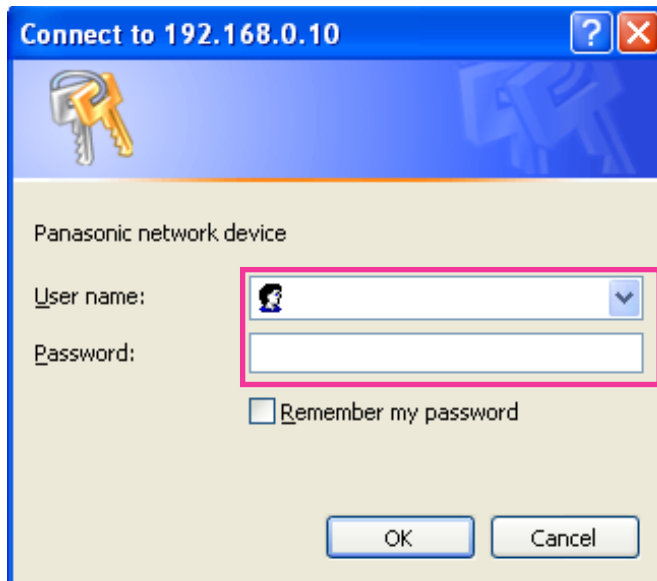 Connect to 192.168.0.10
Panasonic network device
User name:
Password:
Remember my password
OK Cancel